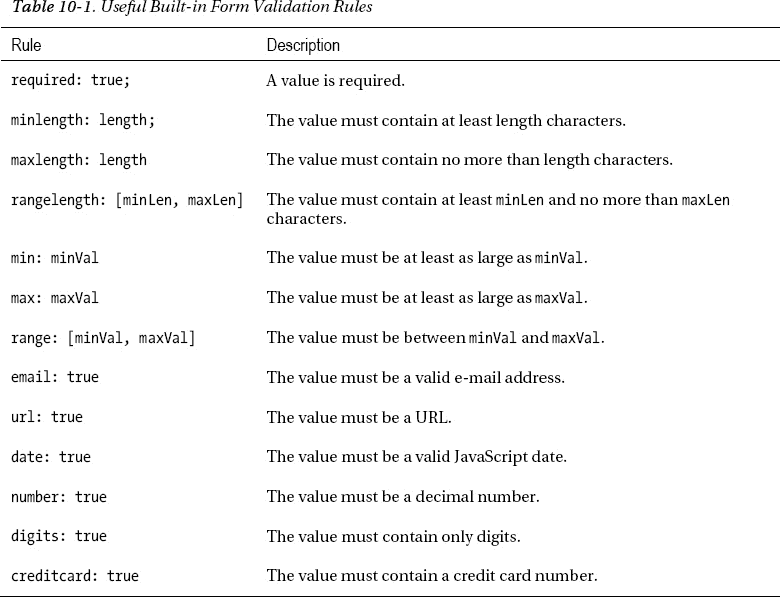 Table 10-1. Useful Built-in Form Validation Rules
Rule Description
required: true; A value is required.
minlength: length; The value must contain at least length characters.
maxlength: length The value must contain no more than length characters.
rangelength: [minLen, maxLen] The value must contain at least minLen and no more than maxLen
characters.
min: minVal The value must be at least as large as minVal.
max: maxVal The value must be at least as large as maxVal.
range: [minVal, maxVal] The value must be between minVal and maxVal.
email: true The value must be a valid e-mail address.
url: true The value must be a URL.
date: true The value must be a valid JavaScript date.
number: true The value must be a decimal number.
digits: true The value must contain only digits.
creditcard: true The value must contain a credit card number.